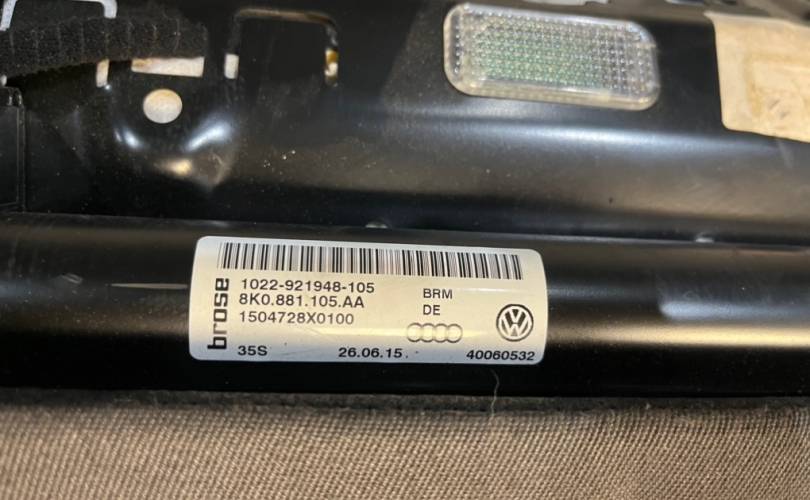 brose
1022-921948-105
8K0.881.105.AA
1504728X0100
BRM
DE
35S
26.06.15.
40060532